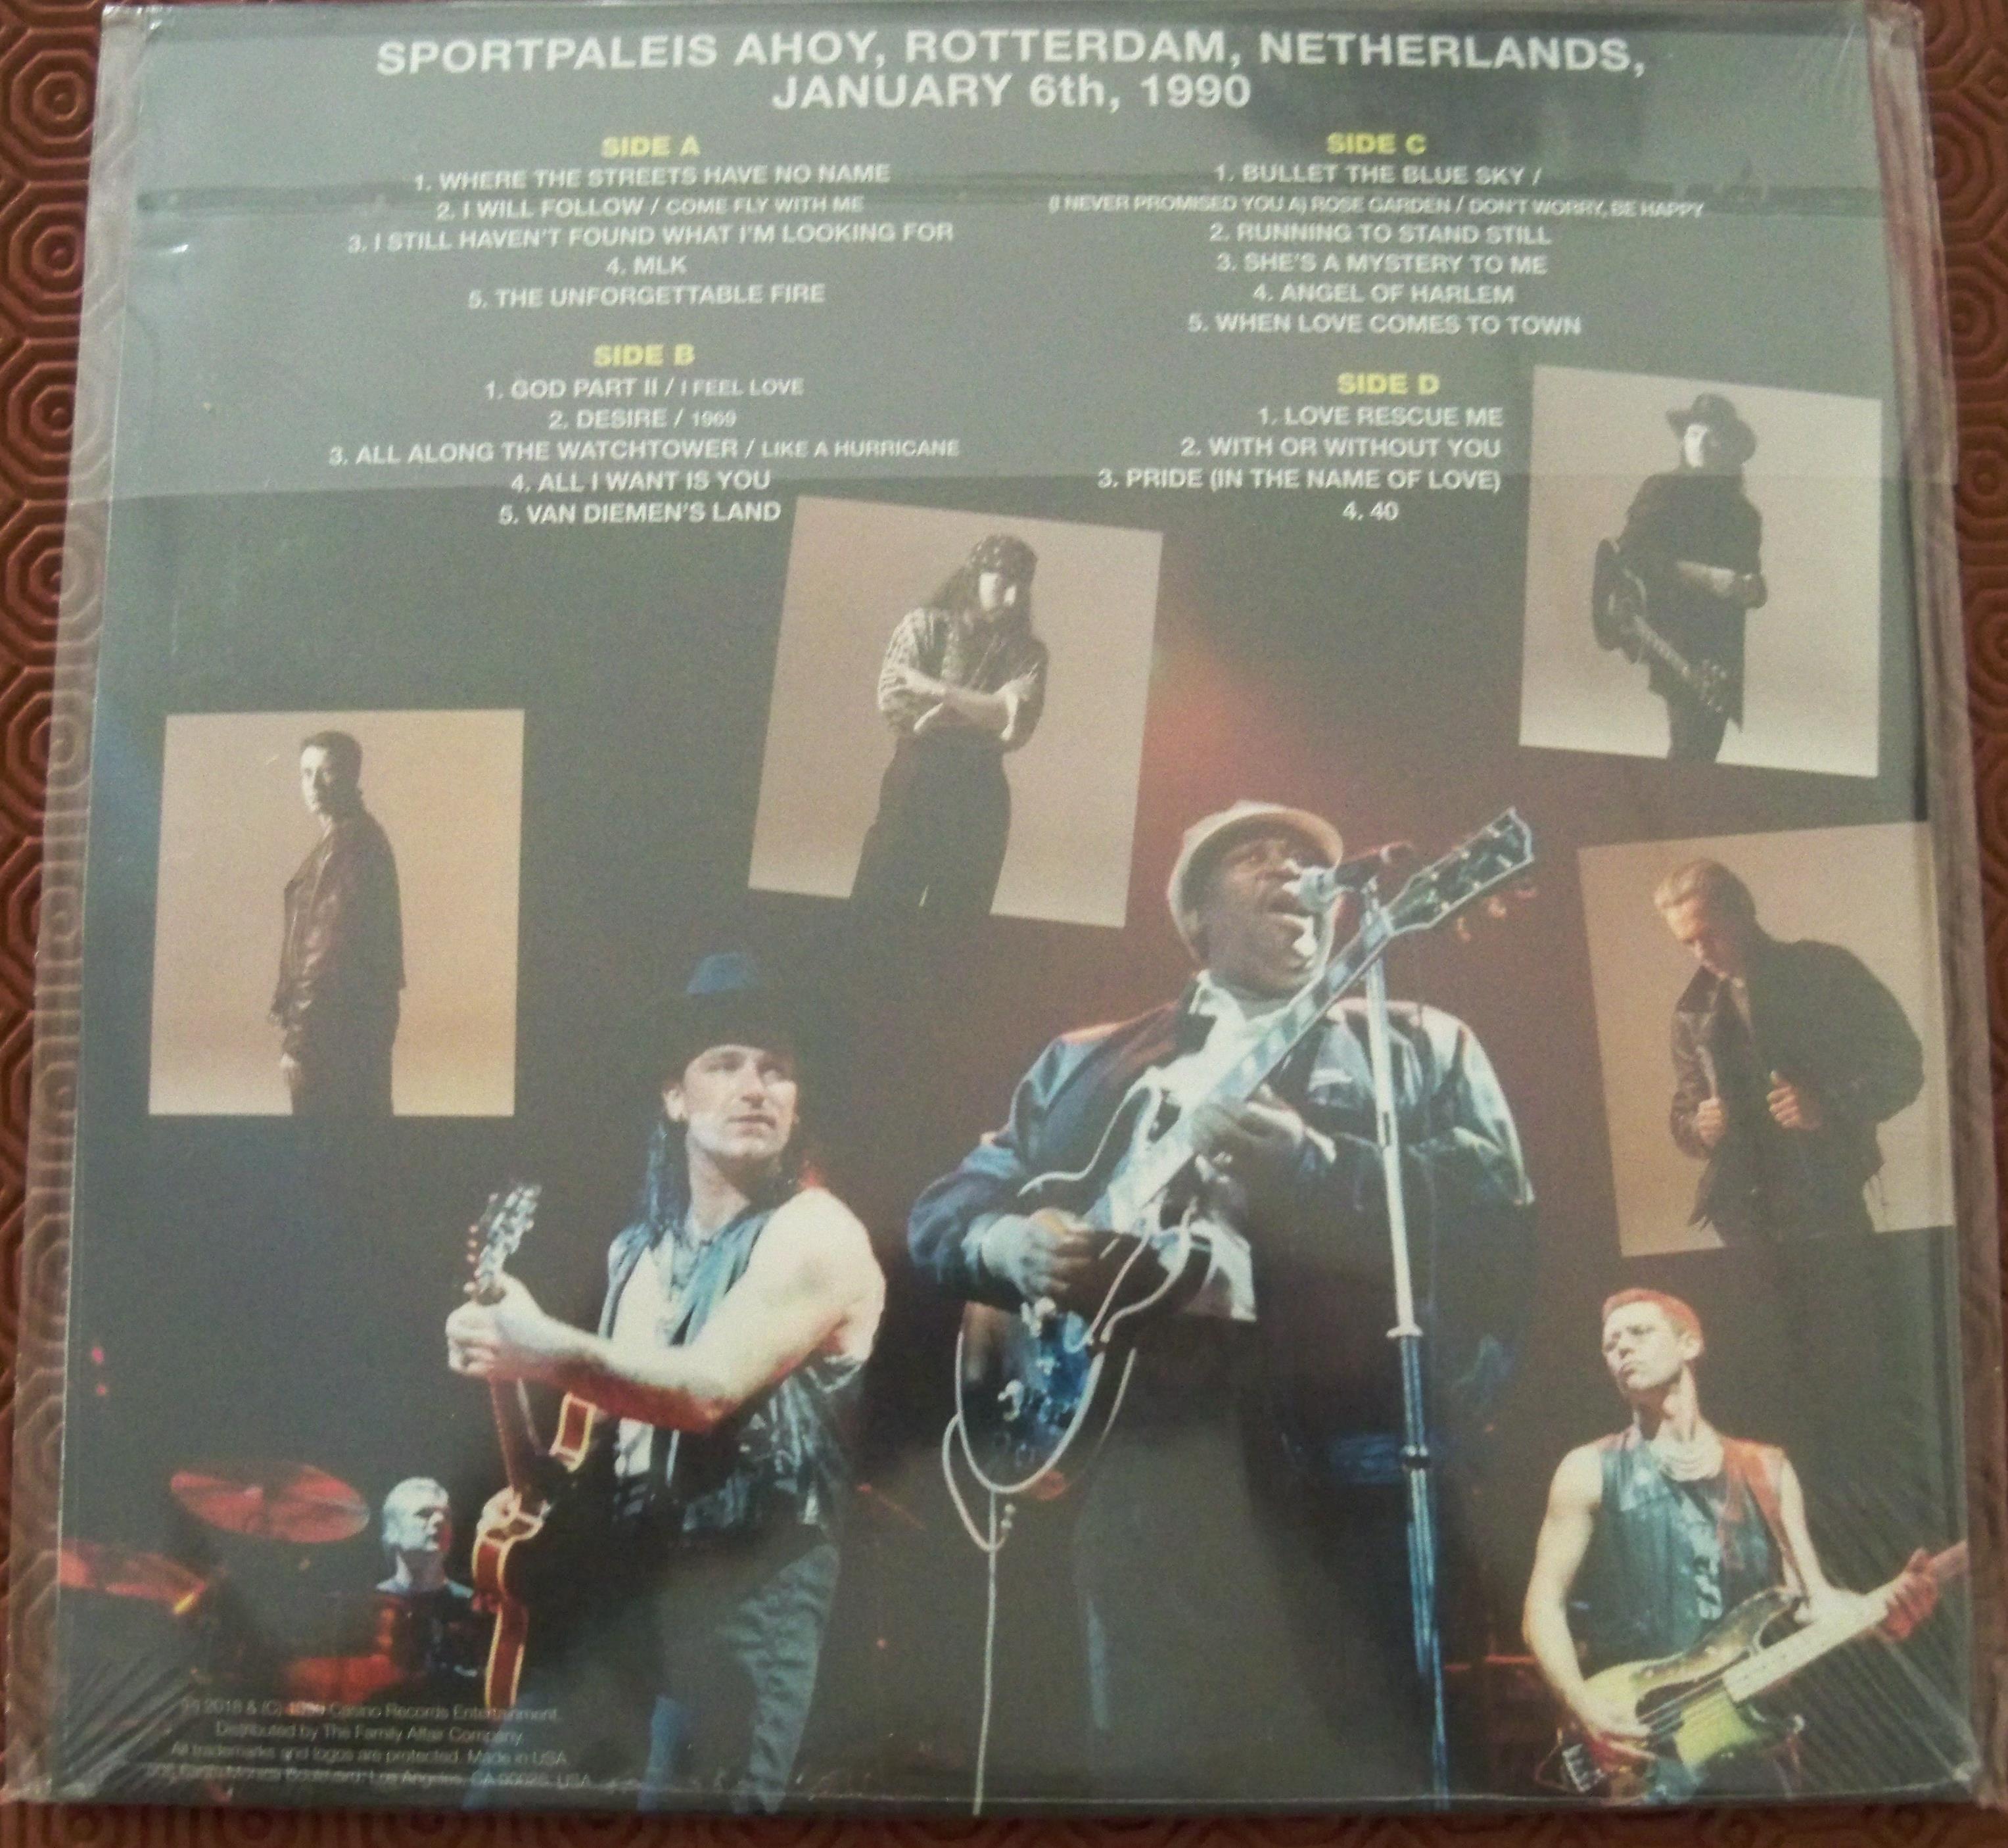 SPORTPALEIS AHOY, ROTTERDAM, NETHERLANDS,
JANUARY 6th, 1990
SIDE A
1. WHERE THE STREETS HAVE NO NAME
2. I WILL FOLLOW / COME FLY WITH ME
3. I STILL HAVEN'T FOUND WHAT I'M LOOKING FOR
4. MLK
5. THE UNFORGETTABLE FIRE
SIDE B
1. GOD PART II / I FEEL LOVE
2. DESIRE / 1969
3. ALL ALONG THE WATCHTOWER / LIKE A HURRICANE
4. ALL I WANT IS YOU
5. VAN DIEMEN'S LAND
SIDE C
1. BULLET THE BLUE SKY /
(I NEVER PROMISED YOU A) ROSE GARDEN / DON'T WORRY, BE HAPPY
2. RUNNING TO STAND STILL
3. SHE'S A MYSTERY TO ME
4. ANGEL OF HARLEM
5. WHEN LOVE COMES TO TOWN
SIDE D
1. LOVE RESCUE ME
2. WITH OR WITHOUT YOU
3. PRIDE (IN THE NAME OF LOVE)
4. 40
2018 & (C) Casino Records Entertainment.
Distributed by The Family Affair Company.
All trademarks and logos are protected. Made in USA
Santa Monica Boulevard, Los Angeles, CA USA